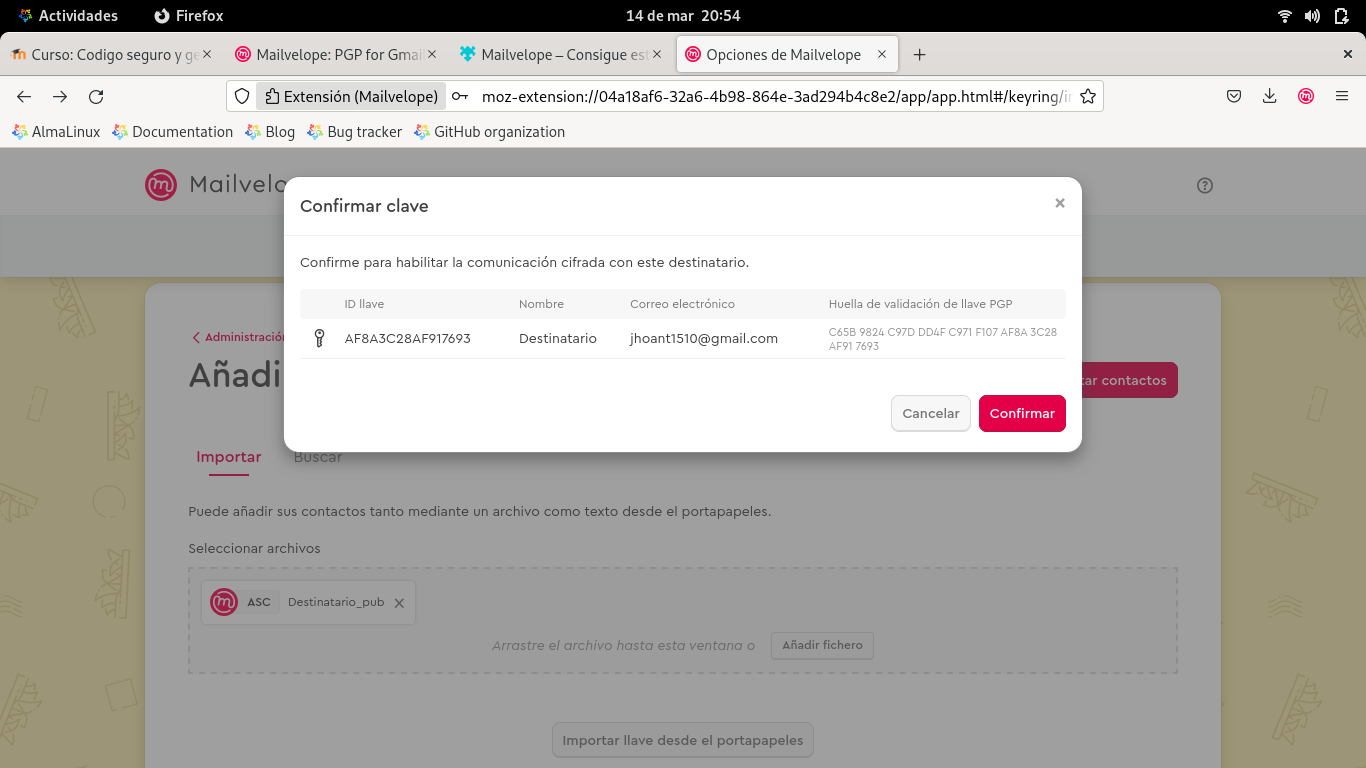 Actividades
Firefox
14 de mar 20:54
Curso: Codigo seguro y ge
Mailvelope: PGP for Gmai
Mailvelope – Consigue est
Opciones de Mailvelope
Extensión (Mailvelope)
moz-extension://04a18af6-32a6-4b98-864e-3ad294b4c8e2/app/app.html#/keyring/i
AlmaLinux
Documentation
Blog
Bug tracker
GitHub organization
Mailvelo
Confirmar clave
Confirme para habilitar la comunicación cifrada con este destinatario.
ID llave
Nombre
Correo electrónico
Huella de validación de llave PGP
AF8A3C28AF917693
Destinatario
jhoant1510@gmail.com
C65B 9824 C97D DD4F C971 F107 AF8A 3C28
AF91 7693
Cancelar
Confirmar
Administración
Añadi
tar contactos
Importar
Buscar
Puede añadir sus contactos tanto mediante un archivo como texto desde el portapapeles.
Seleccionar archivos
ASC
Destinatario_pub
Arrastre el archivo hasta esta ventana o
Añadir fichero
Importar llave desde el portapapeles